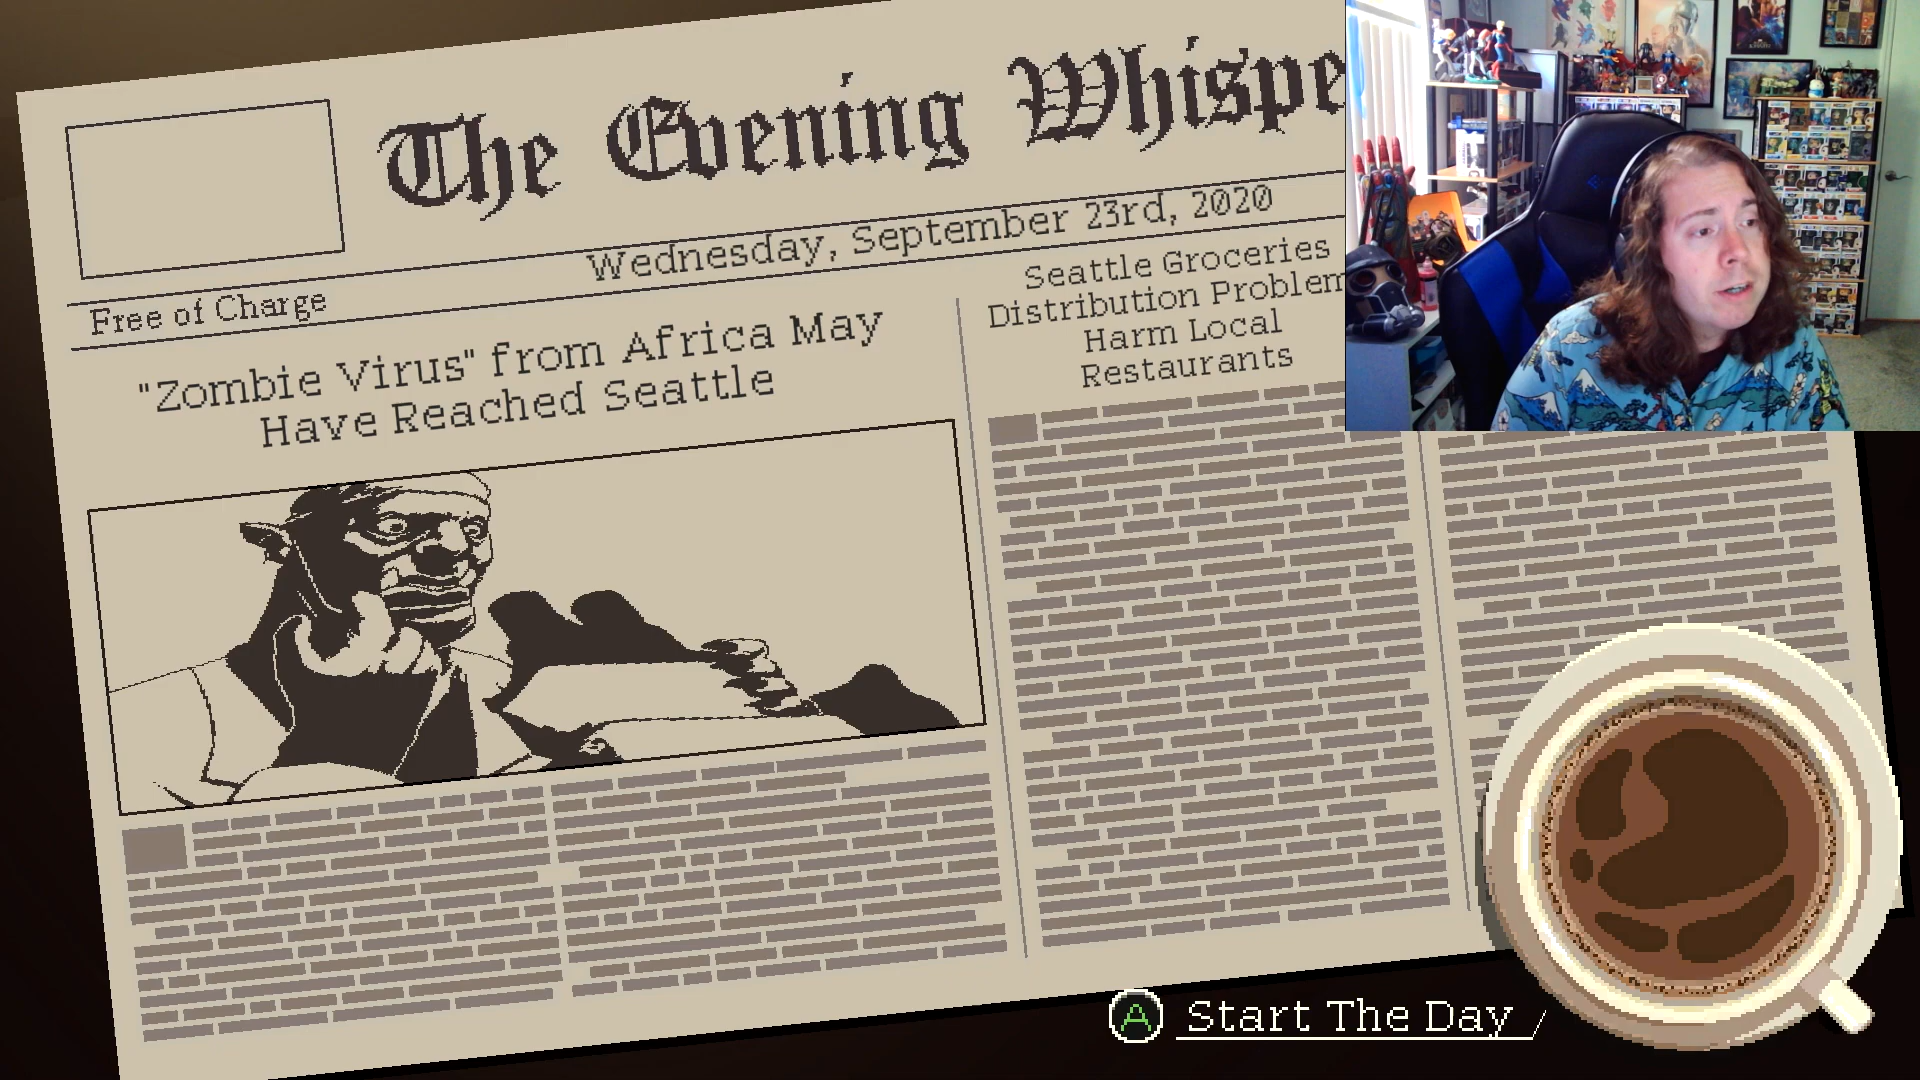 The Evening Whispe
Wednesday, September 23rd, 2020
Free of Charge
"Zombie Virus" from Africa May
Have Reached Seattle
Seattle Groceries
Distribution Problem
Harm Local
Restaurants
A Start The Day